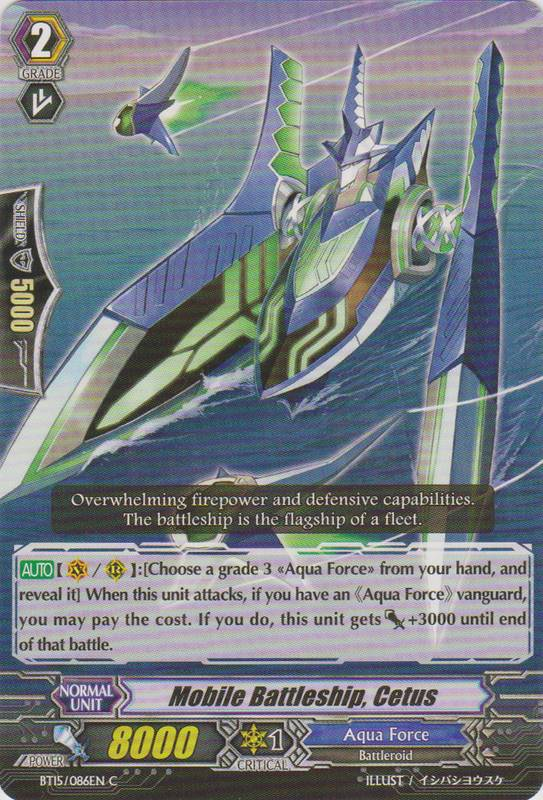 2
GRADE
SHIELD
5000
Overwhelming firepower and defensive capabilities.
The battleship is the flagship of a fleet.
AUTO【 V / R 】:[Choose a grade 3 «Aqua Force» from your hand, and
reveal it] When this unit attacks, if you have an 《Aqua Force》 vanguard,
you may pay the cost. If you do, this unit gets +3000 until end
of that battle.
NORMAL
UNIT
Mobile Battleship, Cetus
POWER
8000
1
CRITICAL
Aqua Force
Battleroid
BT15/086EN C
ILLUST / イシバシヨウスケ